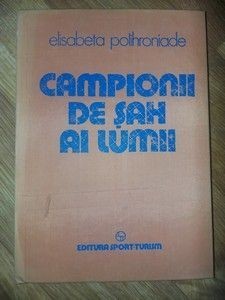 elisabeta polihroniade
CAMPIONII
DE ŞAH
AI LUMII
EDITURA SPORT-TURISM